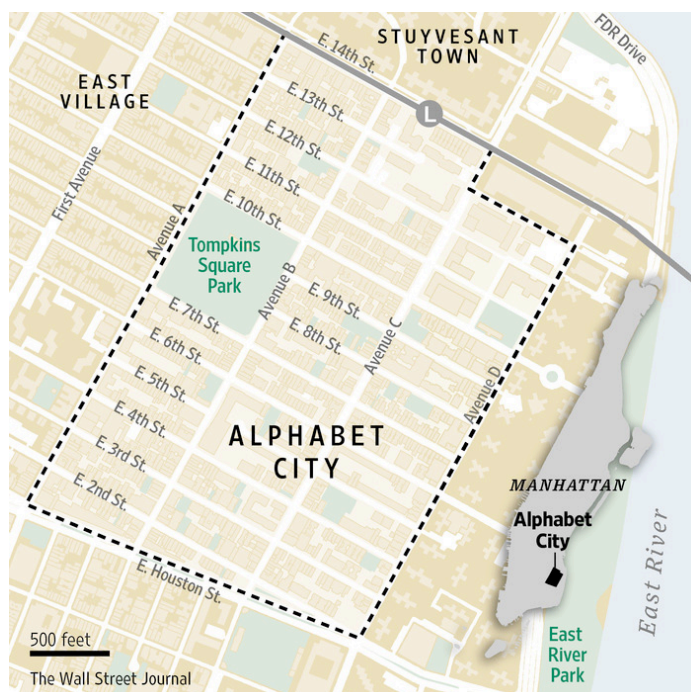 STUYVESANT
TOWN
FDR Drive
E. 14th St.
L
EAST
VILLAGE
E. 13th St.
E. 12th St.
E. 11th St.
E. 10th St.
First Avenue
Avenue A
Tompkins
Square
Park
Avenue B
E. 9th St.
E. 8th St.
E. 7th St.
E. 6th St.
E. 5th St.
E. 4th St.
E. 3rd St.
E. 2nd St.
Avenue C
Avenue D
ALPHABET
CITY
MANHATTAN
Alphabet
City
East River
E. Houston St.
East
River
Park
500 feet
The Wall Street Journal